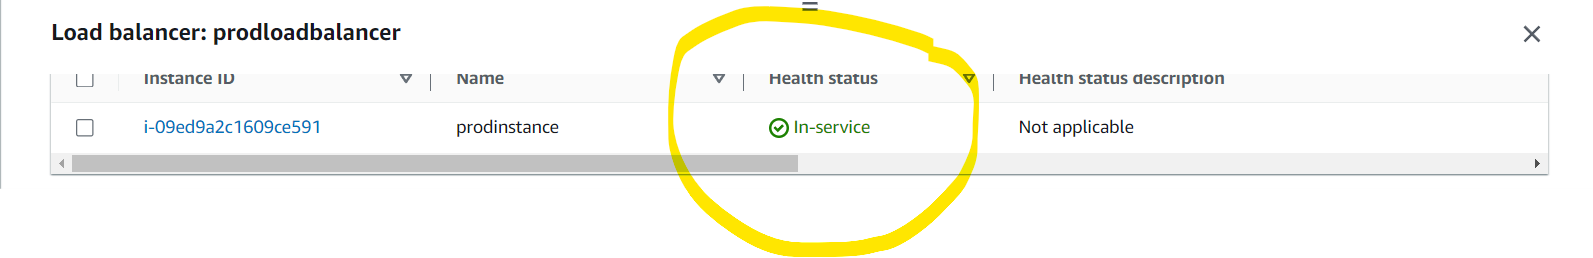 Load balancer: prodloadbalancer
Instance ID Name Health status Health status description
i-09ed9a2c1609ce591 prodinstance In-service Not applicable